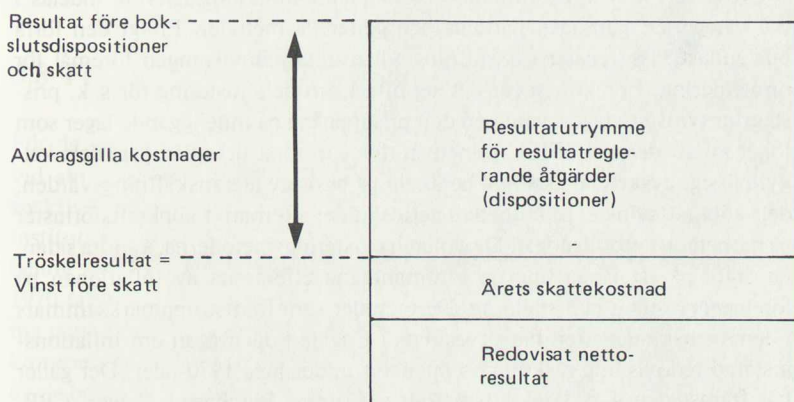 Resultat före bok-
slutsdispositioner
och skatt
Avdragsgilla kostnader
Tröskelresultat =
Vinst före skatt
Resultatutrymme
för resultatregle-
rande åtgärder
(dispositioner)
Årets skattekostnad
Redovisat netto-
resultat